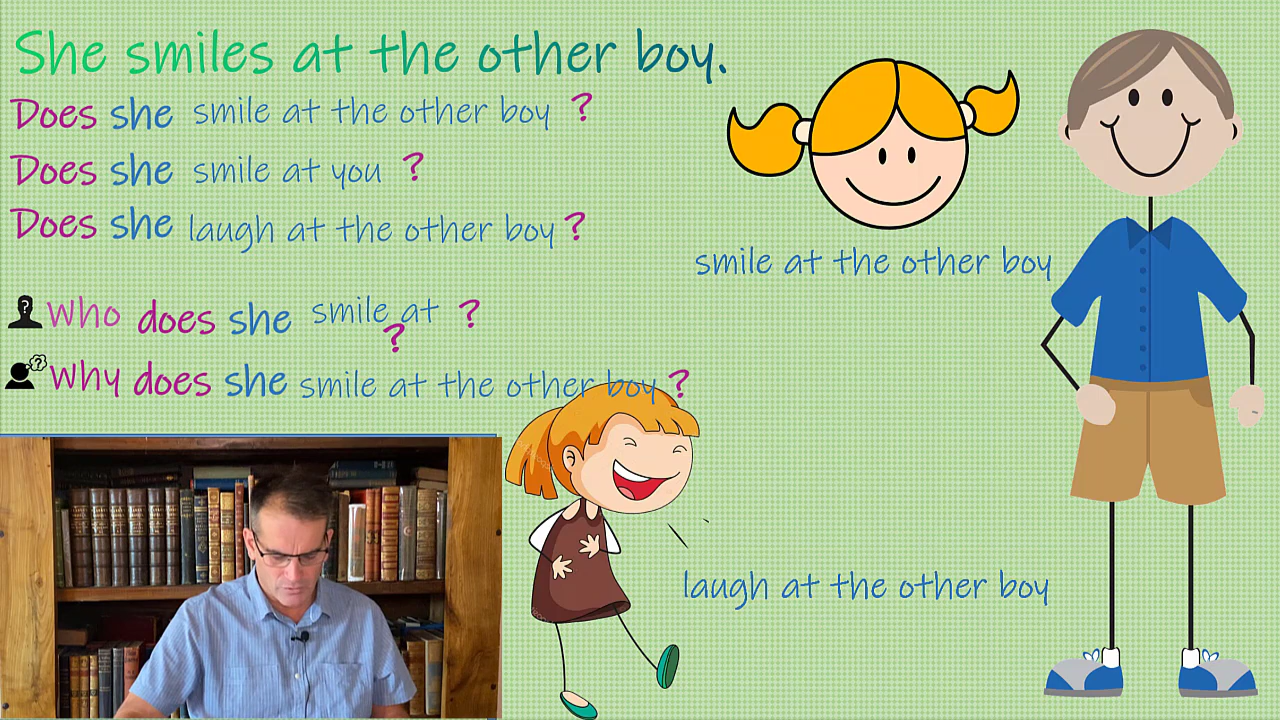 She smiles at the other boy.
Does she smile at the other boy ?
Does she smile at you ?
Does she laugh at the other boy ?
smile at the other boy
Who does she smile at ?
?
Why does she smile at the other boy ?
laugh at the other boy